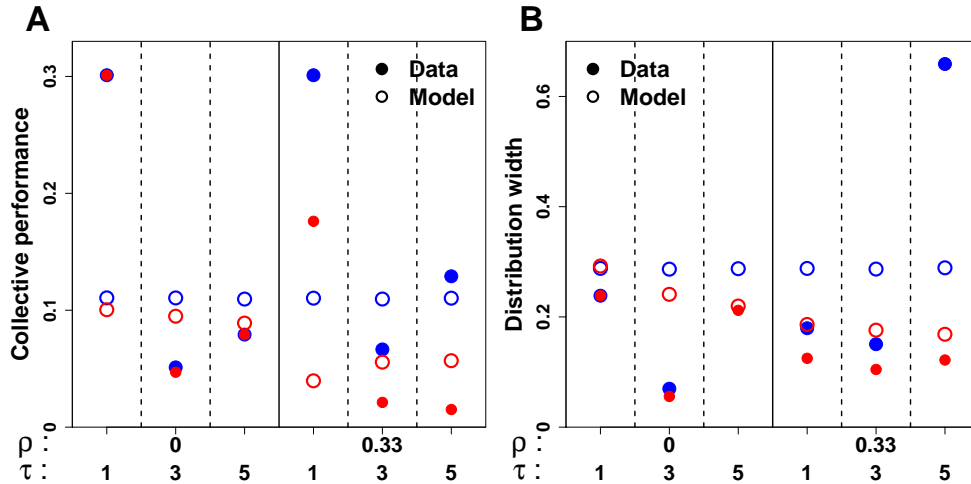 A
Collective performance
0.3
0.2
0.1
0
Data
Model
ρ : 0 0.33
τ : 1 3 5 1 3 5
B
Distribution width
0.6
0.4
0.2
0
Data
Model
0 0.33
1 3 5 1 3 5
ρ :
τ :